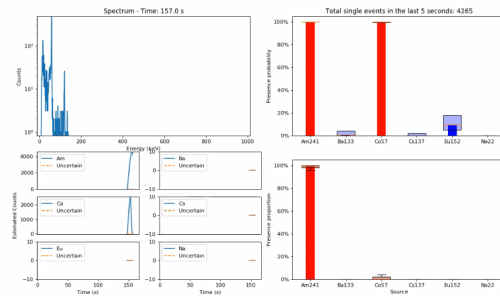 Spectrum - Time: 157.0 s
Counts
0
200
400
600
800
1000
Energy (keV)
Estimated Counts
4000
2000
0
Am
Uncertain
10
0
-10
Ba
Uncertain
2000
0
Co
Uncertain
10
0
-10
Cs
Uncertain
10
0
-10
Eu
Uncertain
0
50
100
150
Time (s)
10
0
-10
Na
Uncertain
0
50
100
150
Time (s)
Total single events in the last 5 seconds: 4265
Presence probability
100%
80%
60%
40%
20%
0%
Am241
Ba133
Co57
Cs137
Eu152
Na22
Presence proportion
100%
80%
60%
40%
20%
0%
Am241
Ba133
Co57
Cs137
Eu152
Na22
Source